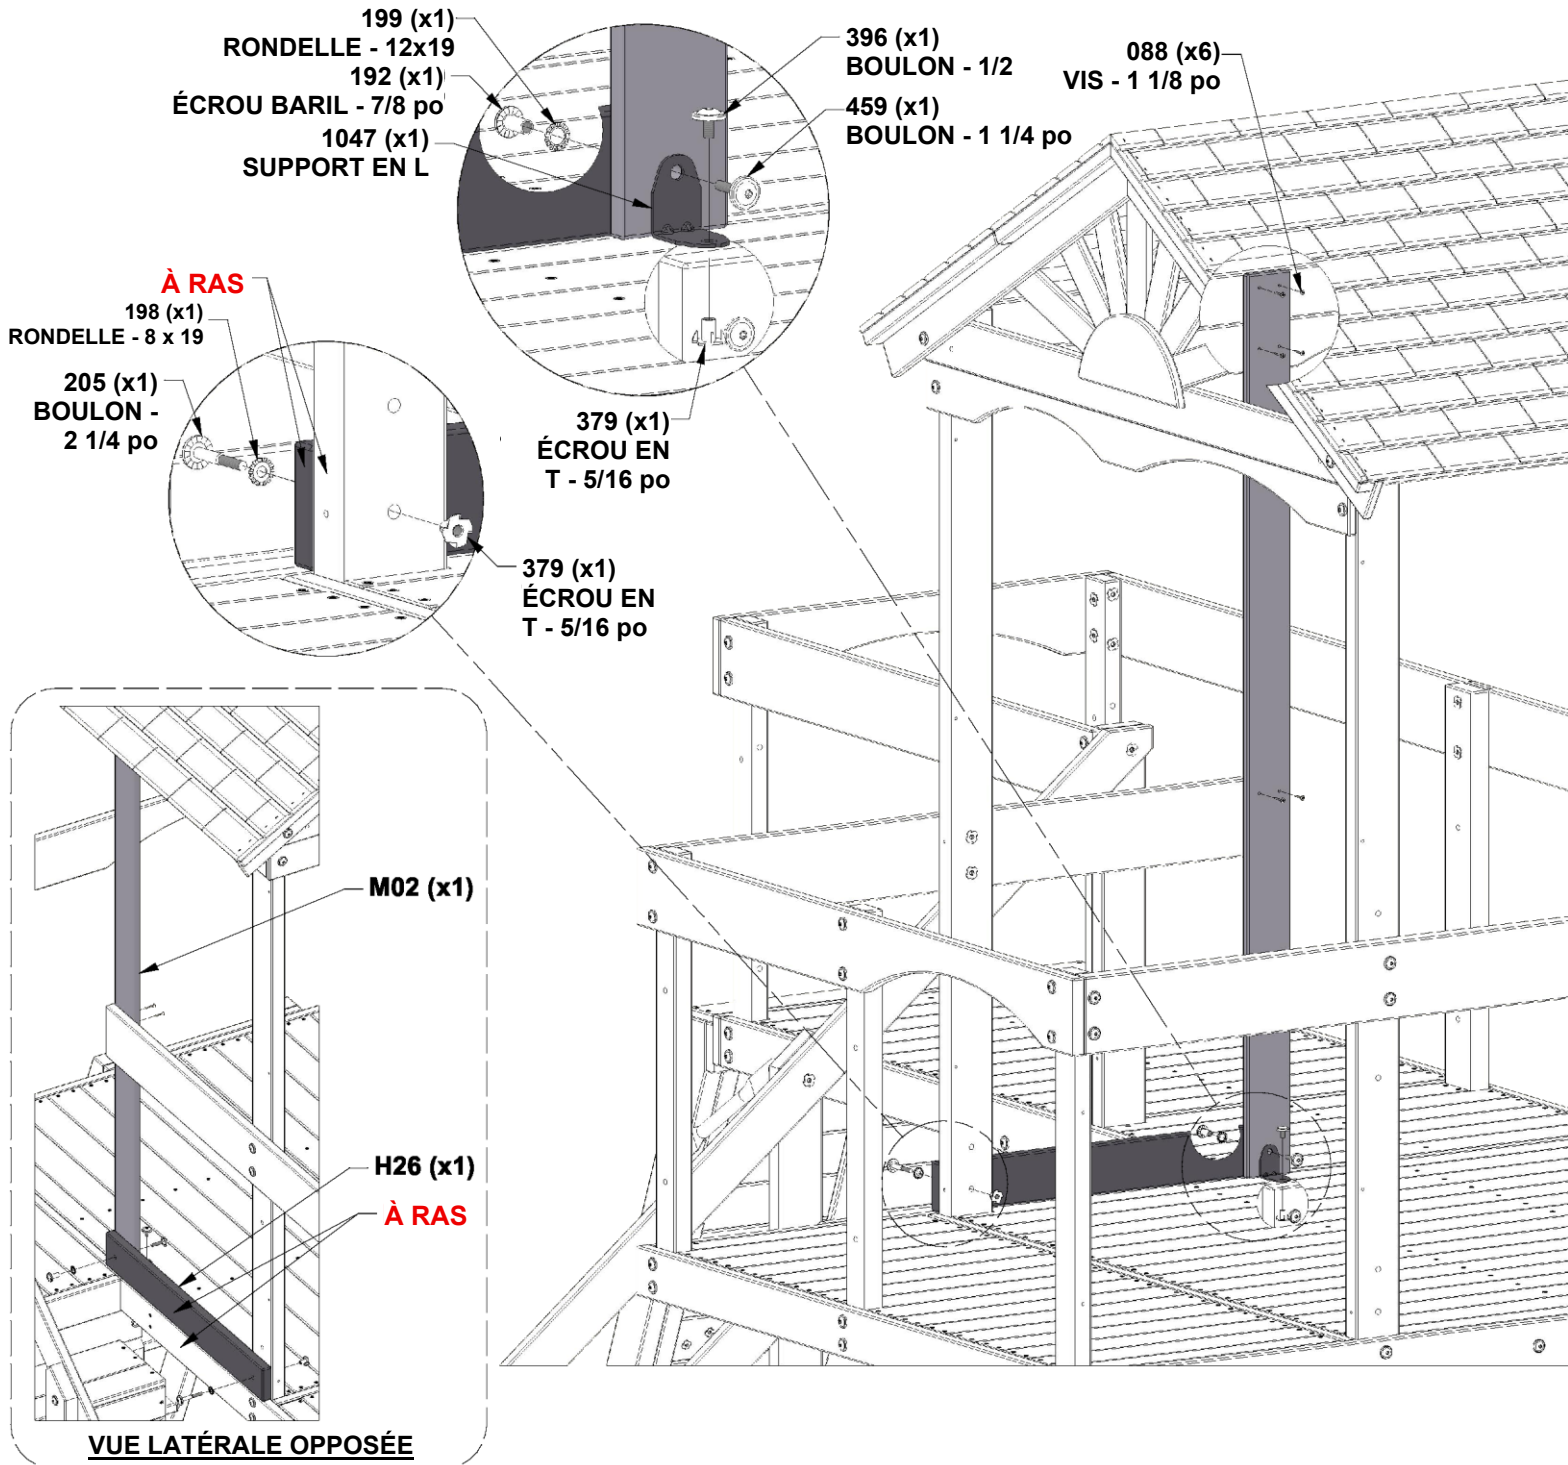 199 (x1)
RONDELLE - 12x19
192 (x1)
ÉCROU BARIL - 7/8 po
1047 (x1)
SUPPORT EN L
396 (x1)
BOULON - 1/2
459 (x1)
BOULON - 1 1/4 po
088 (x6)
VIS - 1 1/8 po
À RAS
198 (x1)
RONDELLE - 8 x 19
205 (x1)
BOULON -
2 1/4 po
379 (x1)
ÉCROU EN
T - 5/16 po
379 (x1)
ÉCROU EN
T - 5/16 po
M02 (x1)
H26 (x1)
À RAS
VUE LATÉRALE OPPOSÉE